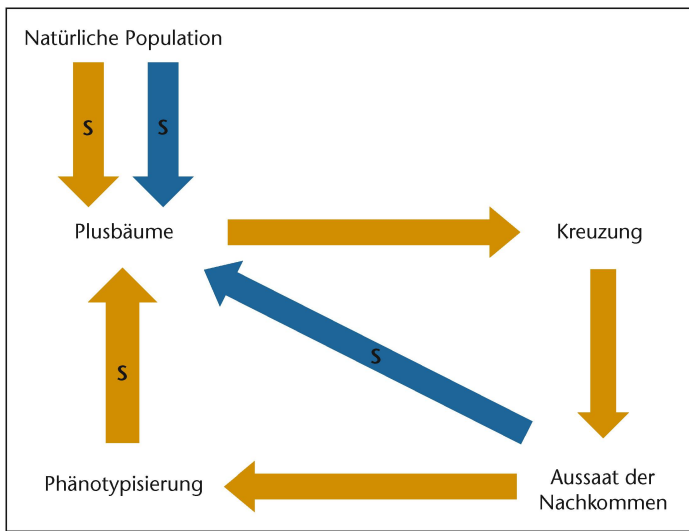 Natürliche Population
S
S
Plusbäume
Kreuzung
S
S
Phänotypisierung
Aussaat der
Nachkommen